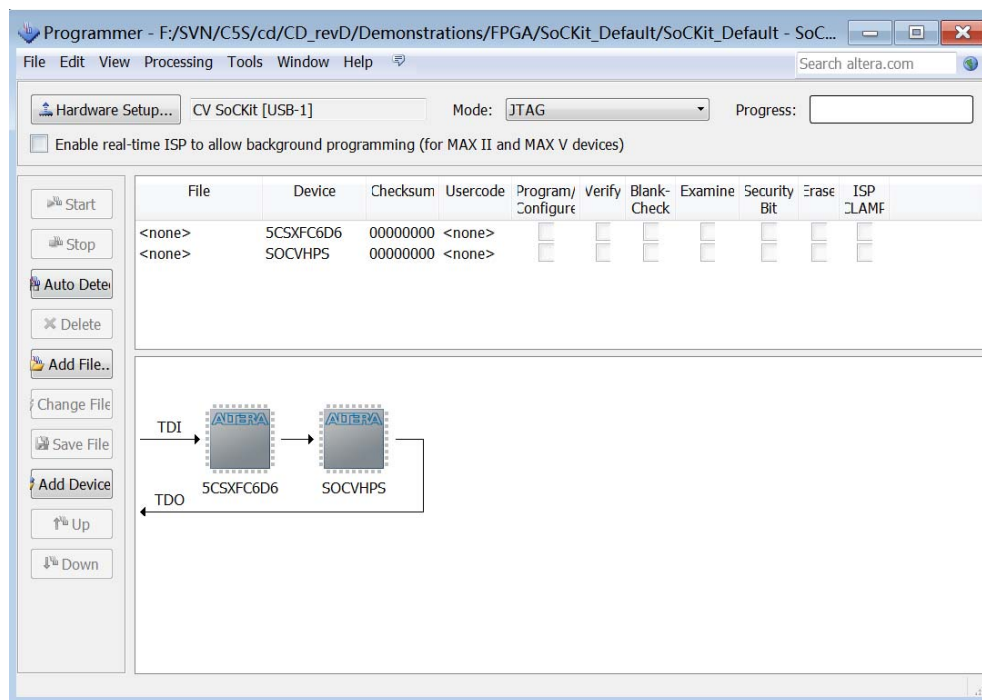 Programmer - F:/SVN/C5S/cd/CD_revD/Demonstrations/FPGA/SoCKit_Default/SoCKit_Default - SoC...
File Edit View Processing Tools Window Help
Search altera.com
Hardware Setup... CV SoCKit [USB-1] Mode: JTAG Progress:
Enable real-time ISP to allow background programming (for MAX II and MAX V devices)
Start
Stop
Auto Dete
Delete
Add File..
Change File
Save File
Add Device
Up
Down
File Device Checksum Usercode Program/ Verify Blank- Examine Security Erase ISP
Configure Check Bit CLAMP
<none> 5CSXFC6D6 00000000 <none>
<none> SOCVHPS 00000000 <none>
ALTERA ALTERA
TDI
5CSXFC6D6 SOCVHPS
TDO